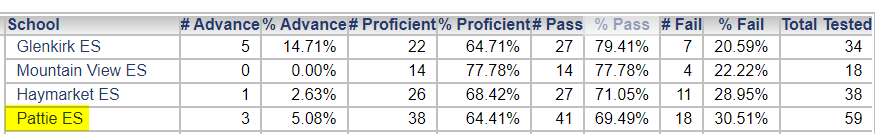 School # Advance % Advance # Proficient % Proficient # Pass % Pass # Fail % Fail Total Tested
Glenkirk ES 5 14.71% 22 64.71% 27 79.41% 7 20.59% 34
Mountain View ES 0 0.00% 14 77.78% 14 77.78% 4 22.22% 18
Haymarket ES 1 2.63% 26 68.42% 27 71.05% 11 28.95% 38
Pattie ES 3 5.08% 38 64.41% 41 69.49% 18 30.51% 59